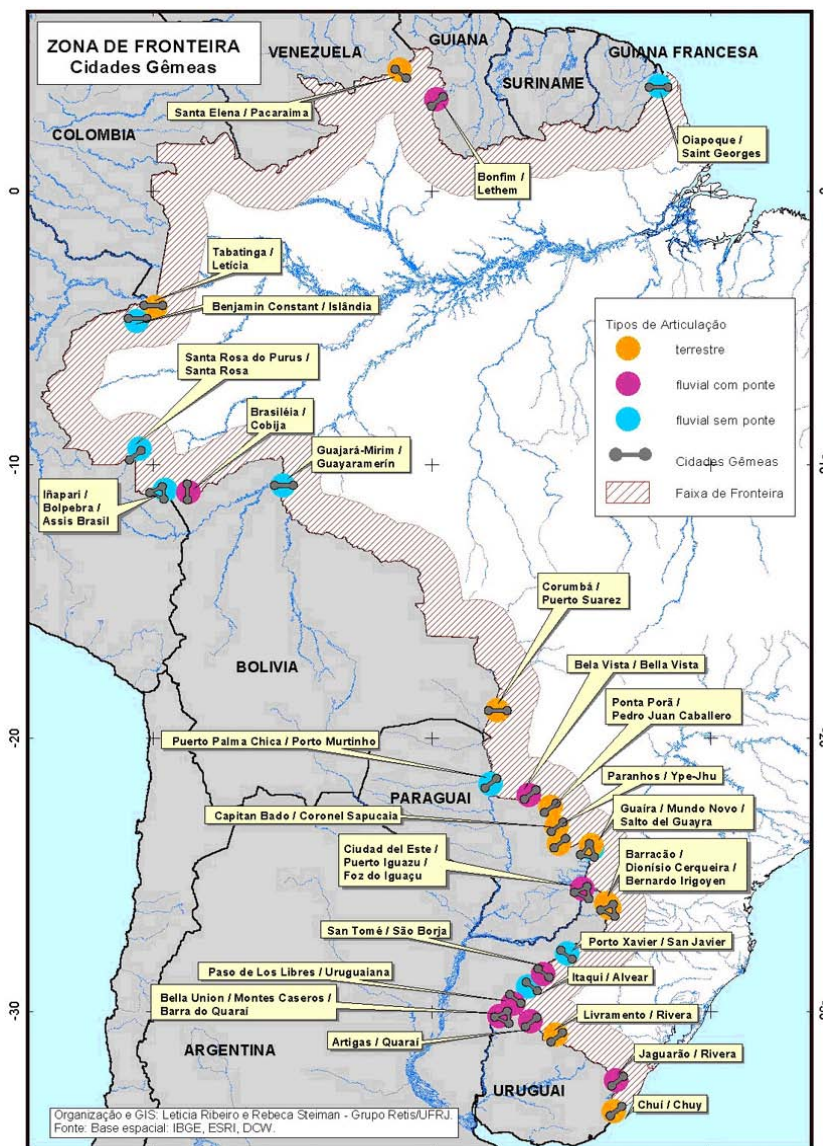 ZONA DE FRONTEIRA
Cidades Gêmeas
VENEZUELA
GUIANA
GUIANA FRANCESA
SURINAME
COLOMBIA
Santa Elena / Pacaraima
Oiapoque /
Saint Georges
Bonfim /
Lethem
0
Tabatinga /
Letícia
Benjamin Constant / Islândia
Tipos de Articulação
terrestre
fluvial com ponte
fluvial sem ponte
Cidades Gêmeas
Faixa de Fronteira
Santa Rosa do Purus /
Santa Rosa
Brasiléia /
Cobija
Guajará-Mirim /
Guayaramerín
-10
Iñapari /
Bolpebra /
Assis Brasil
Corumbá /
Puerto Suarez
BOLIVIA
Bela Vista / Bella Vista
Ponta Porã /
Pedro Juan Caballero
-20
Puerto Palma Chica / Porto Murtinho
Paranhos / Ype-Jhu
PARAGUAI
Capitan Bado / Coronel Sapucaia
Guaíra / Mundo Novo /
Salto del Guayra
Ciudad del Este /
Puerto Iguazu /
Foz do Iguaçu
Barracão /
Dionísio Cerqueira /
Bernardo Irigoyen
San Tomé / São Borja
Porto Xavier / San Javier
Paso de Los Libres / Uruguaiana
Itaqui / Alvear
Bella Union / Montes Caseros /
Barra do Quaraí
-30
Livramento / Rivera
Artigas / Quaraí
ARGENTINA
Jaguarão / Rivera
URUGUAI
Chuí / Chuy
Organização e GIS: Leticia Ribeiro e Rebeca Steiman - Grupo Retis/UFRJ.
Fonte: Base espacial: IBGE, ESRI, DCW.